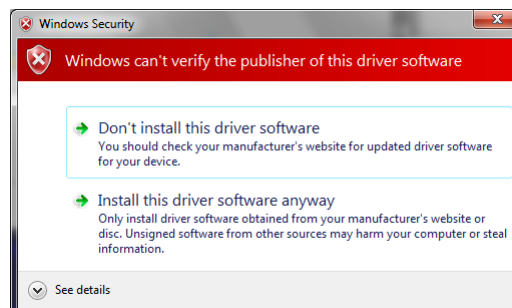 Windows Security
Windows can't verify the publisher of this driver software
Don't install this driver software
You should check your manufacturer's website for updated driver software
for your device.
Install this driver software anyway
Only install driver software obtained from your manufacturer's website or
disc. Unsigned software from other sources may harm your computer or steal
information.
See details